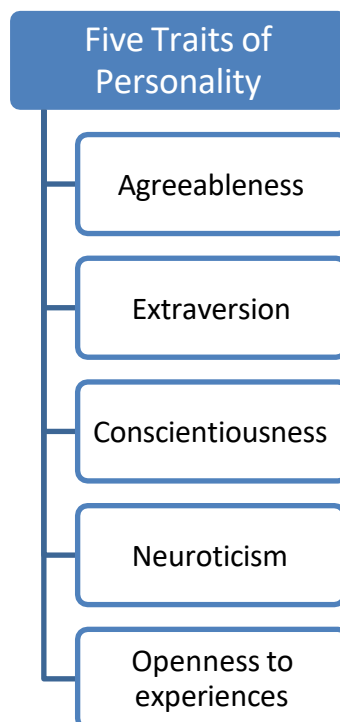 Five Traits of
Personality
Agreeableness
Extraversion
Conscientiousness
Neuroticism
Openness to
experiences